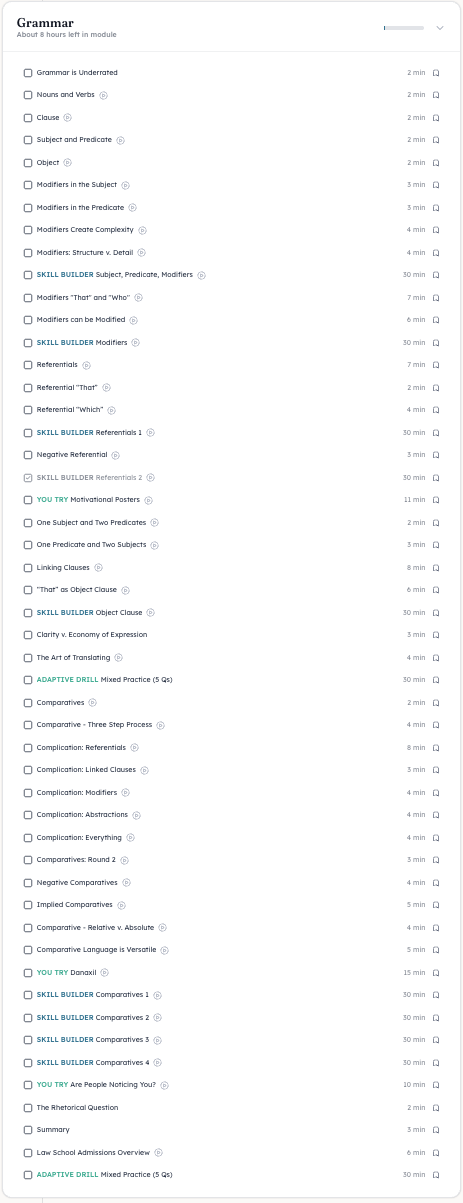 Grammar
About 8 hours left in module
Grammar is Underrated 2 min
Nouns and Verbs 2 min
Clause 2 min
Subject and Predicate 2 min
Object 2 min
Modifiers in the Subject 3 min
Modifiers in the Predicate 3 min
Modifiers Create Complexity 4 min
Modifiers: Structure v. Detail 4 min
SKILL BUILDER Subject, Predicate, Modifiers 30 min
Modifiers "That" and "Who" 7 min
Modifiers can be Modified 6 min
SKILL BUILDER Modifiers 30 min
Referentials 7 min
Referential "That" 2 min
Referential "Which" 4 min
SKILL BUILDER Referentials 1 30 min
Negative Referential 3 min
SKILL BUILDER Referentials 2 30 min
YOU TRY Motivational Posters 11 min
One Subject and Two Predicates 2 min
One Predicate and Two Subjects 3 min
Linking Clauses 8 min
"That" as Object Clause 6 min
SKILL BUILDER Object Clause 30 min
Clarity v. Economy of Expression 3 min
The Art of Translating 4 min
ADAPTIVE DRILL Mixed Practice (5 Qs) 30 min
Comparatives 2 min
Comparative - Three Step Process 4 min
Complication: Referentials 8 min
Complication: Linked Clauses 3 min
Complication: Modifiers 4 min
Complication: Abstractions 4 min
Complication: Everything 4 min
Comparatives: Round 2 3 min
Negative Comparatives 4 min
Implied Comparatives 5 min
Comparative - Relative v. Absolute 4 min
Comparative Language is Versatile 5 min
YOU TRY Danaxil 15 min
SKILL BUILDER Comparatives 1 30 min
SKILL BUILDER Comparatives 2 30 min
SKILL BUILDER Comparatives 3 30 min
SKILL BUILDER Comparatives 4 30 min
YOU TRY Are People Noticing You? 10 min
The Rhetorical Question 2 min
Summary 3 min
Law School Admissions Overview 6 min
ADAPTIVE DRILL Mixed Practice (5 Qs) 30 min